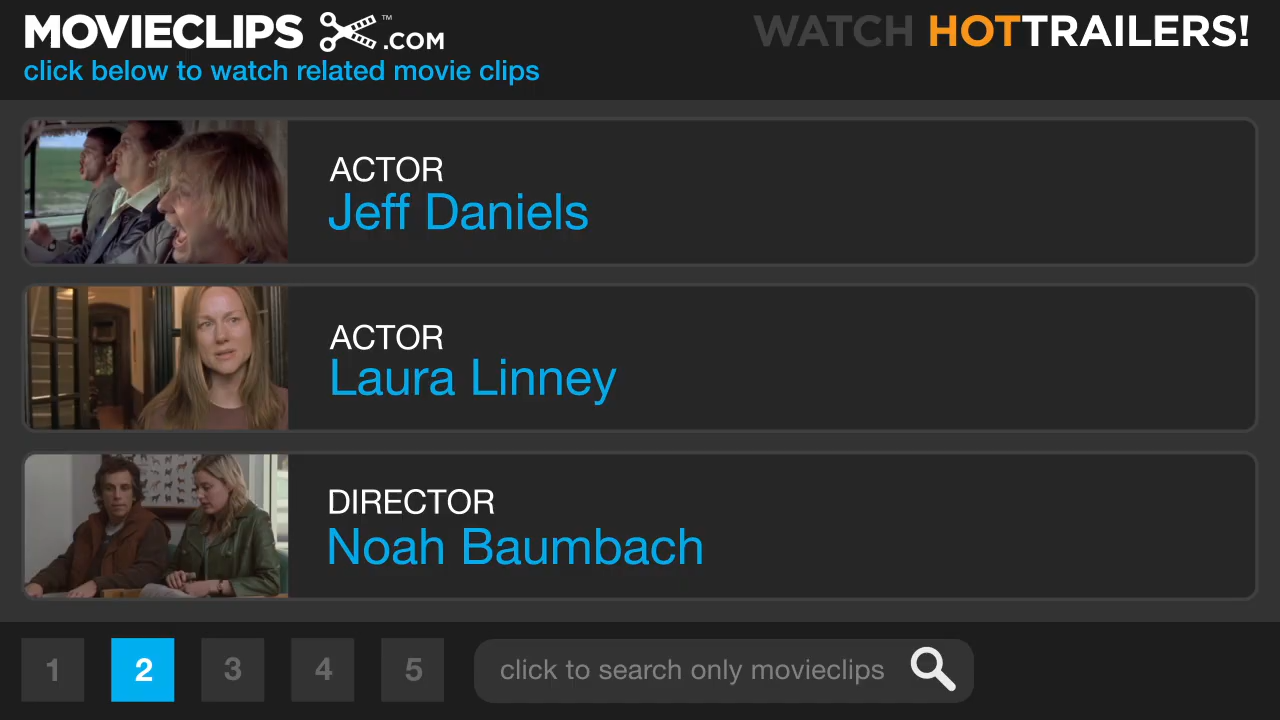 MOVIECLIPS ™ .COM
WATCH HOTTRAILERS!
click below to watch related movie clips
ACTOR
Jeff Daniels
ACTOR
Laura Linney
DIRECTOR
Noah Baumbach
1 2 3 4 5 click to search only movieclips